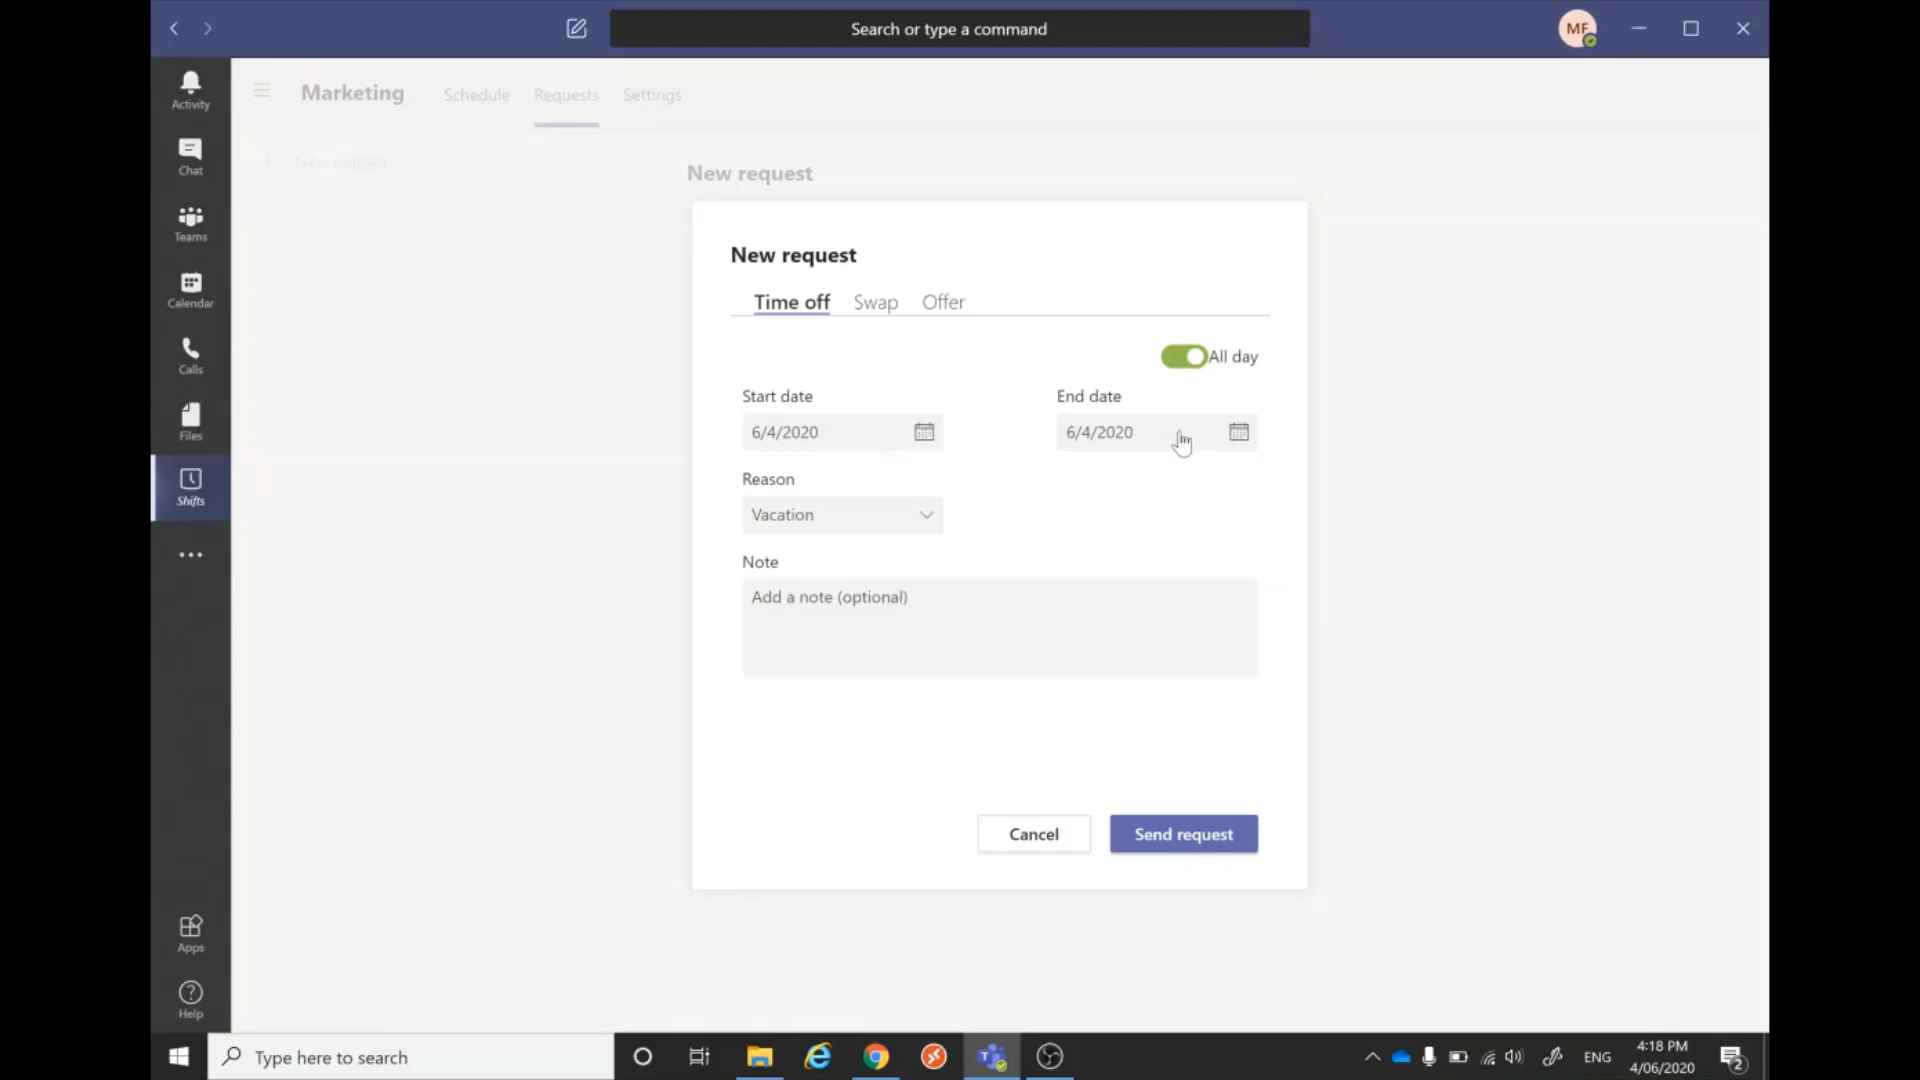 Search or type a command
MF
Activity
Chat
Teams
Calendar
Calls
Files
Shifts
Apps
Help
Marketing
Schedule
Requests
Settings
New request
New request
New request
Time off
Swap
Offer
All day
Start date
End date
6/4/2020
6/4/2020
Reason
Vacation
Note
Add a note (optional)
Cancel
Send request
Type here to search
ENG
4:18 PM
4/06/2020
2